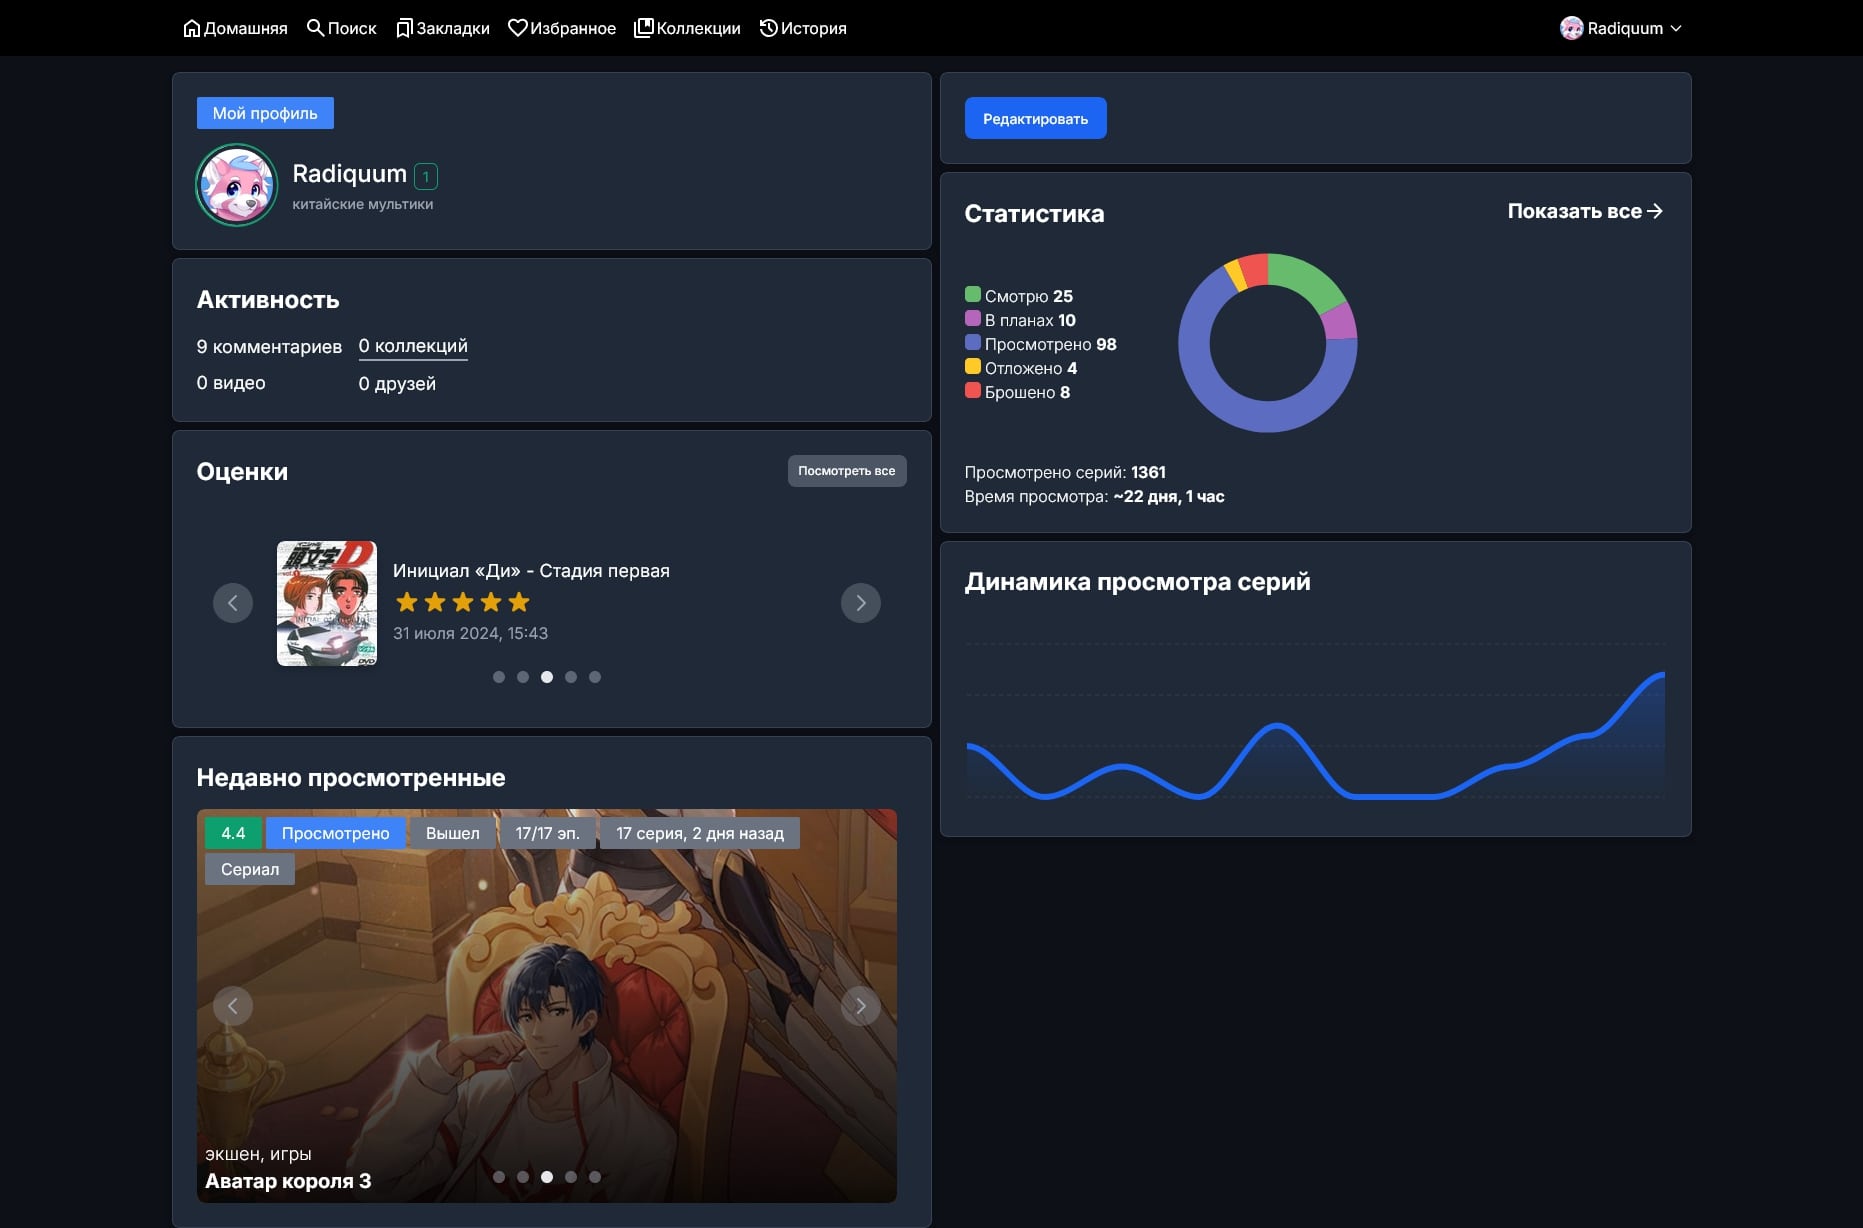 Домашняя Поиск Закладки Избранное Коллекции История Radiquum
Мой профиль
Radiquum 1
китайские мультики
Активность
9 комментариев 0 коллекций
0 видео 0 друзей
Оценки Посмотреть все
頭文字D
Инициал «Ди» - Стадия первая
31 июля 2024, 15:43
Недавно просмотренные
4.4 Просмотрено Вышел 17/17 эп. 17 серия, 2 дня назад
Сериал
экшен, игры
Аватар короля 3
Редактировать
Статистика Показать все
Смотрю 25
В планах 10
Просмотрено 98
Отложено 4
Брошено 8
Просмотрено серий: 1361
Время просмотра: ~22 дня, 1 час
Динамика просмотра серий